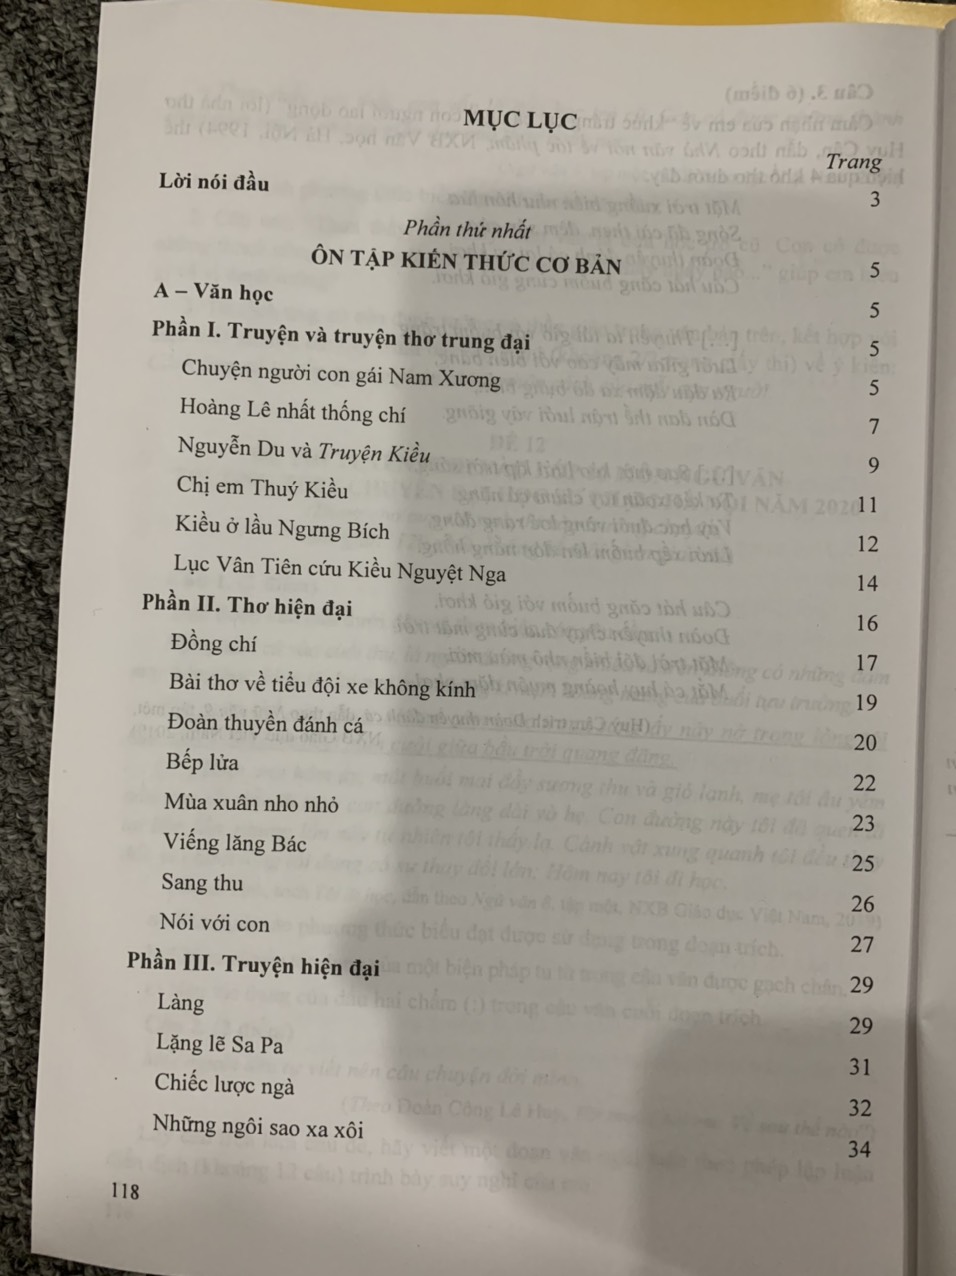 MỤC LỤC
Trang
Lời nói đầu 3
Phần thứ nhất
ÔN TẬP KIẾN THỨC CƠ BẢN 5
A – Văn học 5
Phần I. Truyện và truyện thơ trung đại 5
Chuyện người con gái Nam Xương 5
Hoàng Lê nhất thống chí 7
Nguyễn Du và Truyện Kiều 9
Chị em Thuý Kiều 11
Kiều ở lầu Ngưng Bích 12
Lục Vân Tiên cứu Kiều Nguyệt Nga 14
Phần II. Thơ hiện đại 16
Đồng chí 17
Bài thơ về tiểu đội xe không kính 19
Đoàn thuyền đánh cá 20
Bếp lửa 22
Mùa xuân nho nhỏ 23
Viếng lăng Bác 25
Sang thu 26
Nói với con 27
Phần III. Truyện hiện đại 29
Làng 29
Lặng lẽ Sa Pa 31
Chiếc lược ngà 32
Những ngôi sao xa xôi 34
118